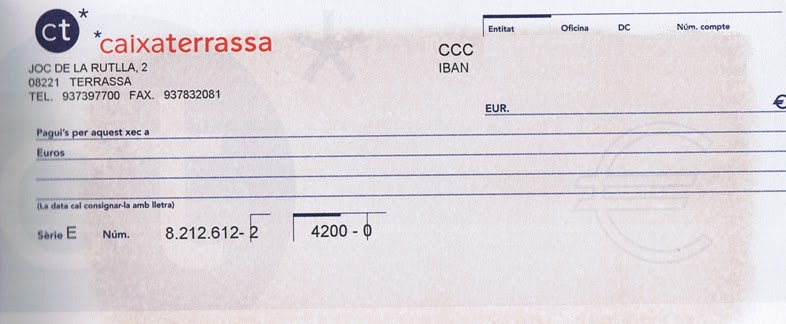 ct*
*caixaterrassa
JOC DE LA RUTLLA, 2
08221 TERRASSA
TEL. 937397700 FAX. 937832081
CCC
IBAN
Entitat Oficina DC Núm. compte
EUR. €
Pagui's per aquest xec a
Euros
(La data cal consignar-la amb lletra)
Sèrie E Núm. 8.212.612- 2 4200 - 0